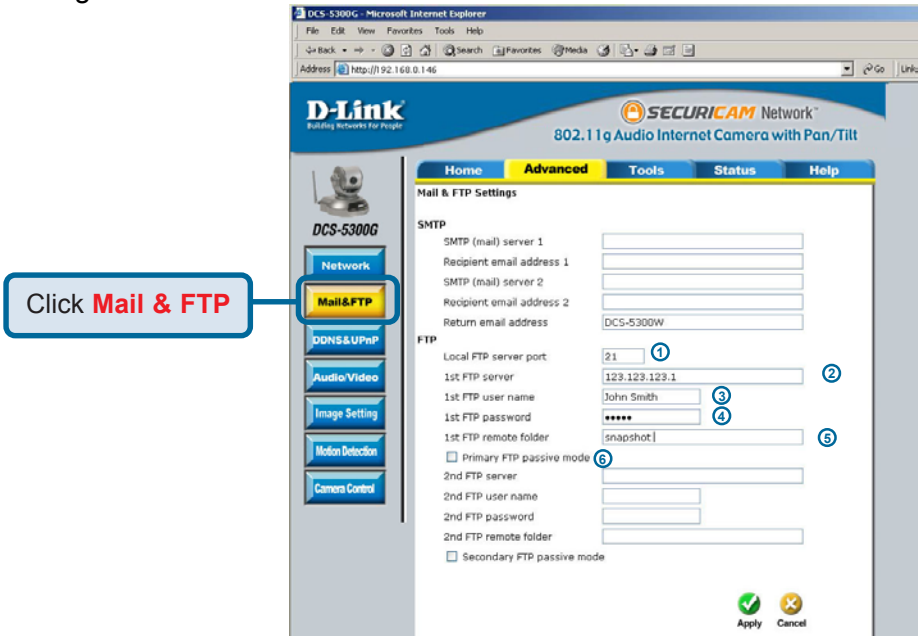 DCS-5300G - Microsoft Internet Explorer
File Edit View Favorites Tools Help
Back Search Favorites Media
Address http://192.168.0.146 Go Links
D-Link
Building Networks for People
SECURICAM Network™
802.11g Audio Internet Camera with Pan/Tilt
Home Advanced Tools Status Help
DCS-5300G
Network
Mail&FTP
DDNS&UPnP
Audio/Video
Image Setting
Motion Detection
Camera Control
Click Mail & FTP
Mail & FTP Settings
SMTP
SMTP (mail) server 1
Recipient email address 1
SMTP (mail) server 2
Recipient email address 2
Return email address DCS-5300W
FTP
Local FTP server port 21 1
1st FTP server 123.123.123.1 2
1st FTP user name John Smith 3
1st FTP password ••••• 4
1st FTP remote folder snapshot 5
Primary FTP passive mode 6
2nd FTP server
2nd FTP user name
2nd FTP password
2nd FTP remote folder
Secondary FTP passive mode
Apply Cancel